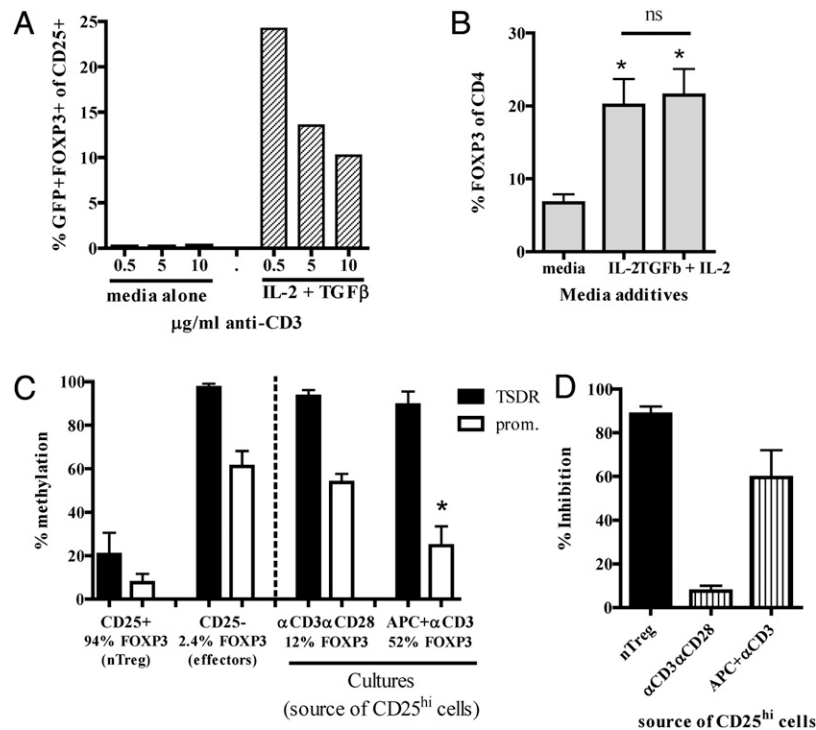 A
% GFP+FOXP3+ of CD25+
25
20
15
10
5
0
0.5 5 10 . 0.5 5 10
media alone IL-2 + TGFβ
μg/ml anti-CD3
B
ns
% FOXP3 of CD4
30
20
10
0
* *
media IL-2 TGFb + IL-2
Media additives
C
% methylation
100
80
60
40
20
0
TSDR
prom.
*
CD25+ CD25- αCD3αCD28 APC+αCD3
94% FOXP3 2.4% FOXP3 12% FOXP3 52% FOXP3
(nTreg) (effectors)
Cultures
(source of CD25hi cells)
D
% Inhibition
100
80
60
40
20
0
nTreg
αCD3αCD28
APC+αCD3
source of CD25hi cells